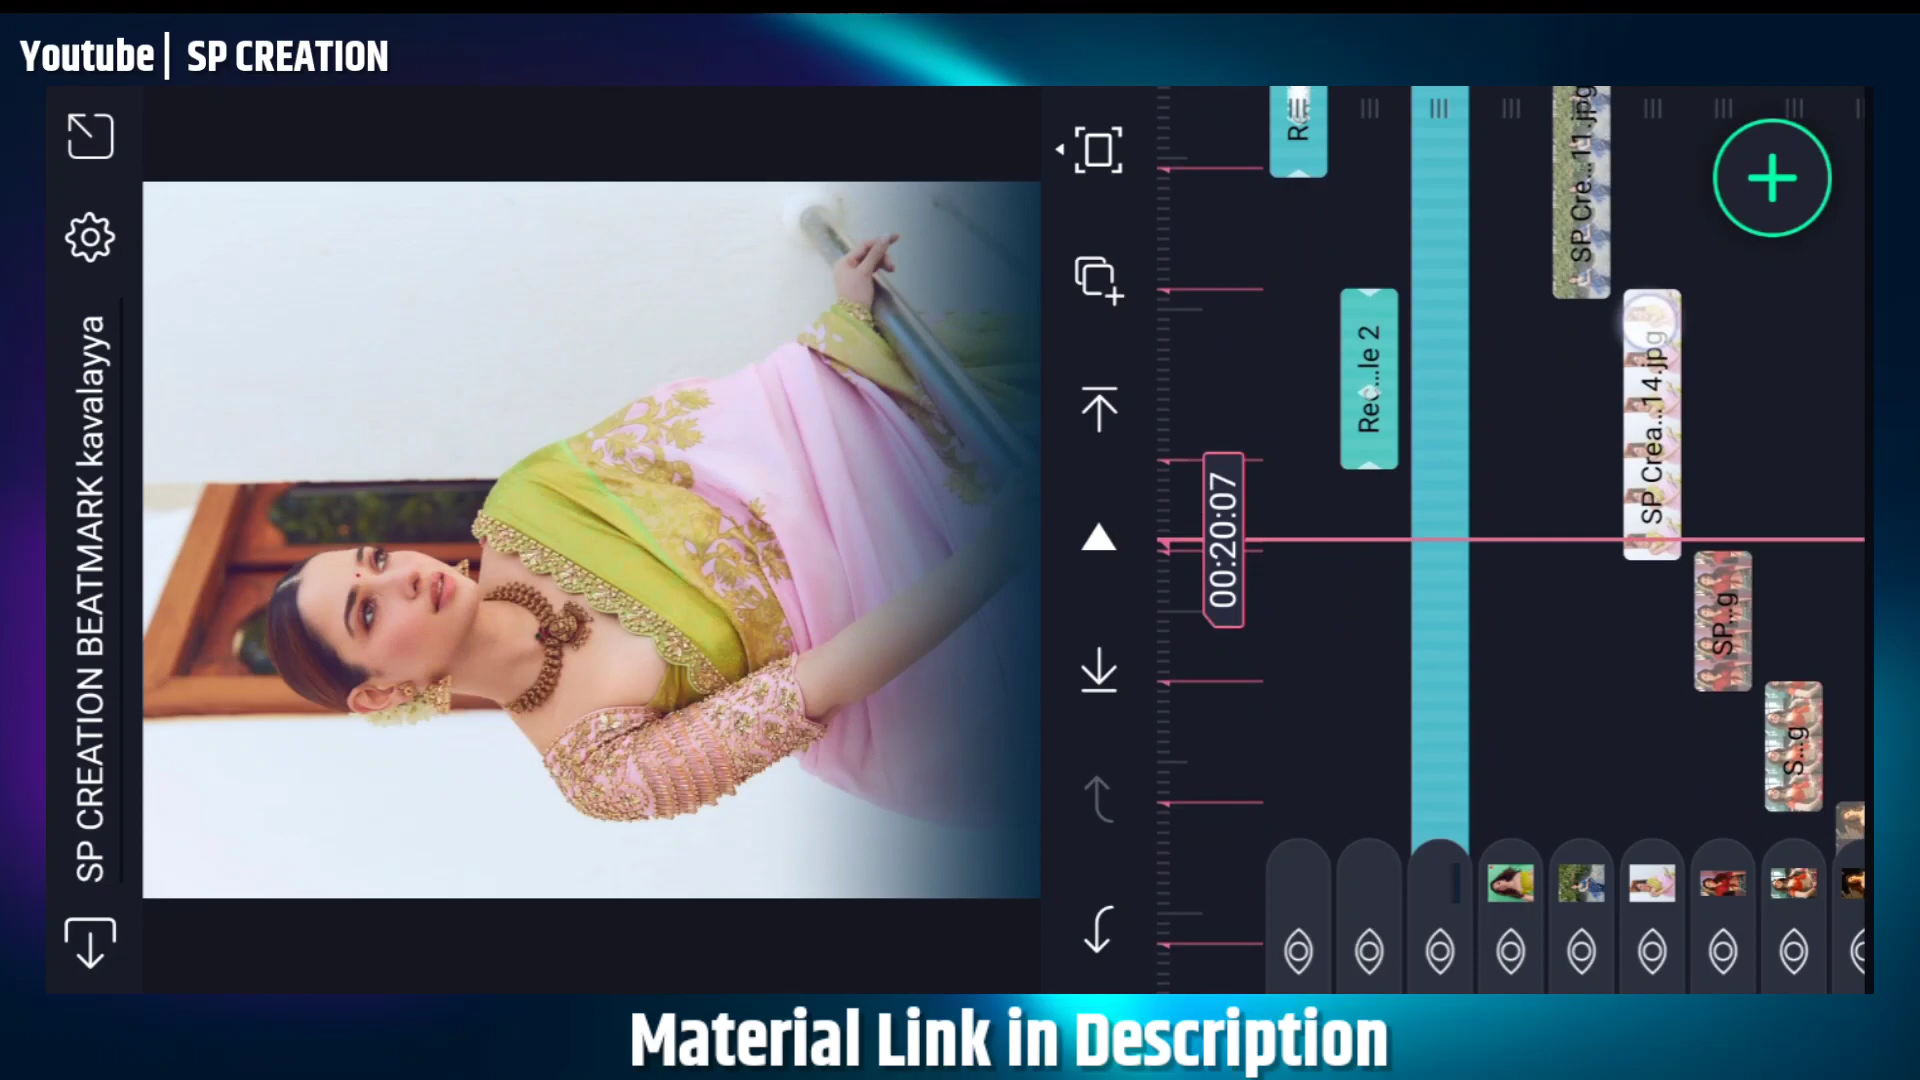 Youtube| SP CREATION
SP CREATION BEATMARK kavalayya
00:20:07
R
Rec...le 2
SP Cre...11.jpg
SP Crea...14.jpg
SP...g
S...g
Material Link in Description